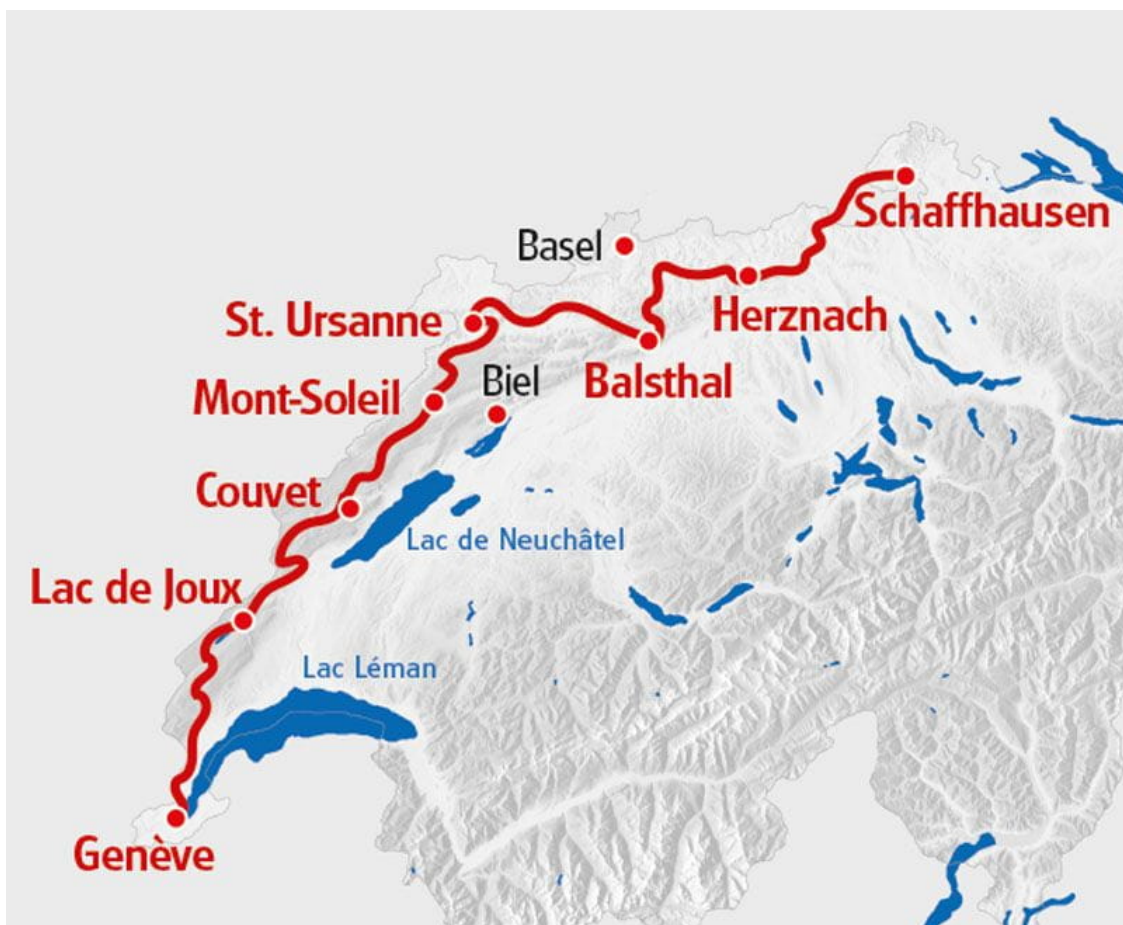 Schaffhausen
Basel
Herznach
St. Ursanne
Balsthal
Biel
Mont-Soleil
Couvet
Lac de Neuchâtel
Lac de Joux
Lac Léman
Genève